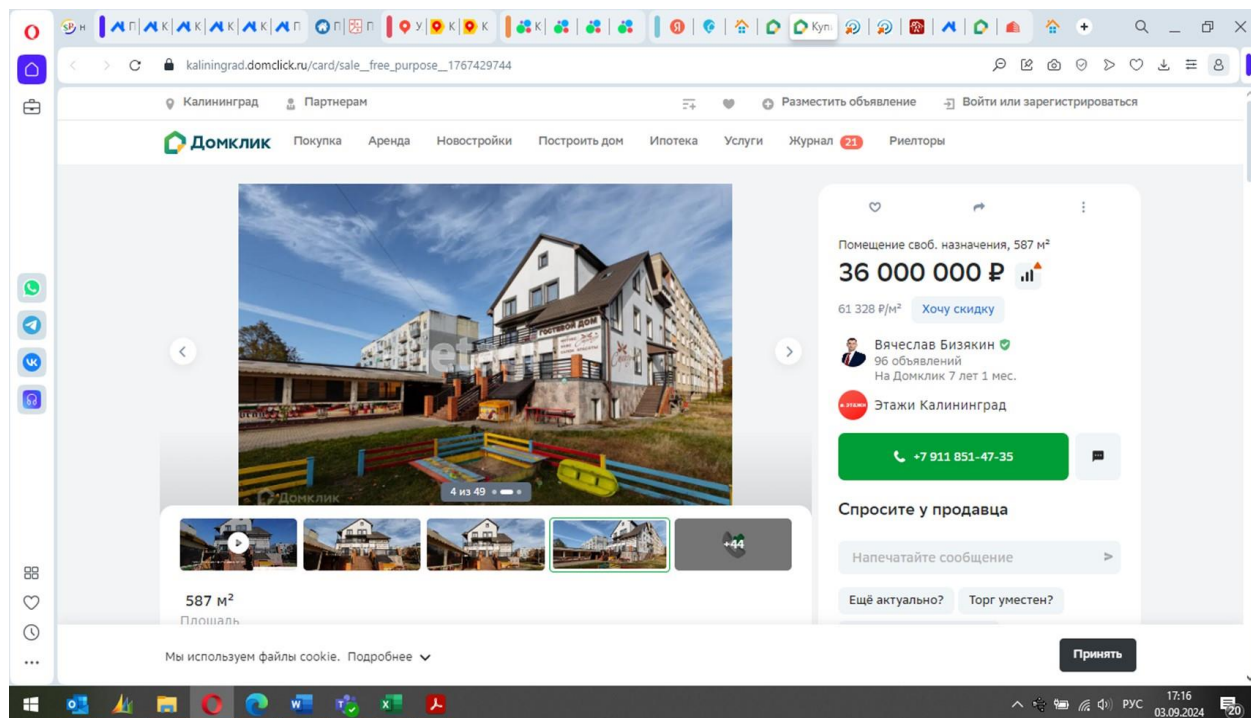 kaliningrad.domclick.ru/card/sale__free_purpose__1767429744
Калининград
Партнерам
Разместить объявление
Войти или зарегистрироваться
Домклик
Покупка
Аренда
Новостройки
Построить дом
Ипотека
Услуги
Журнал 21
Риелторы
ГОСТЕВОЙ ДОМ
Домклик
4 из 49
+44
587 м²
Площадь
Помещение своб. назначения, 587 м²
36 000 000 ₽
61 328 ₽/м²
Хочу скидку
Вячеслав Бизякин
96 объявлений
На Домклик 7 лет 1 мес.
Этажи Калининград
+7 911 851-47-35
Спросите у продавца
Напечатайте сообщение
Ещё актуально?
Торг уместен?
Мы используем файлы cookie. Подробнее
Принять
РУС
17:16
03.09.2024
20